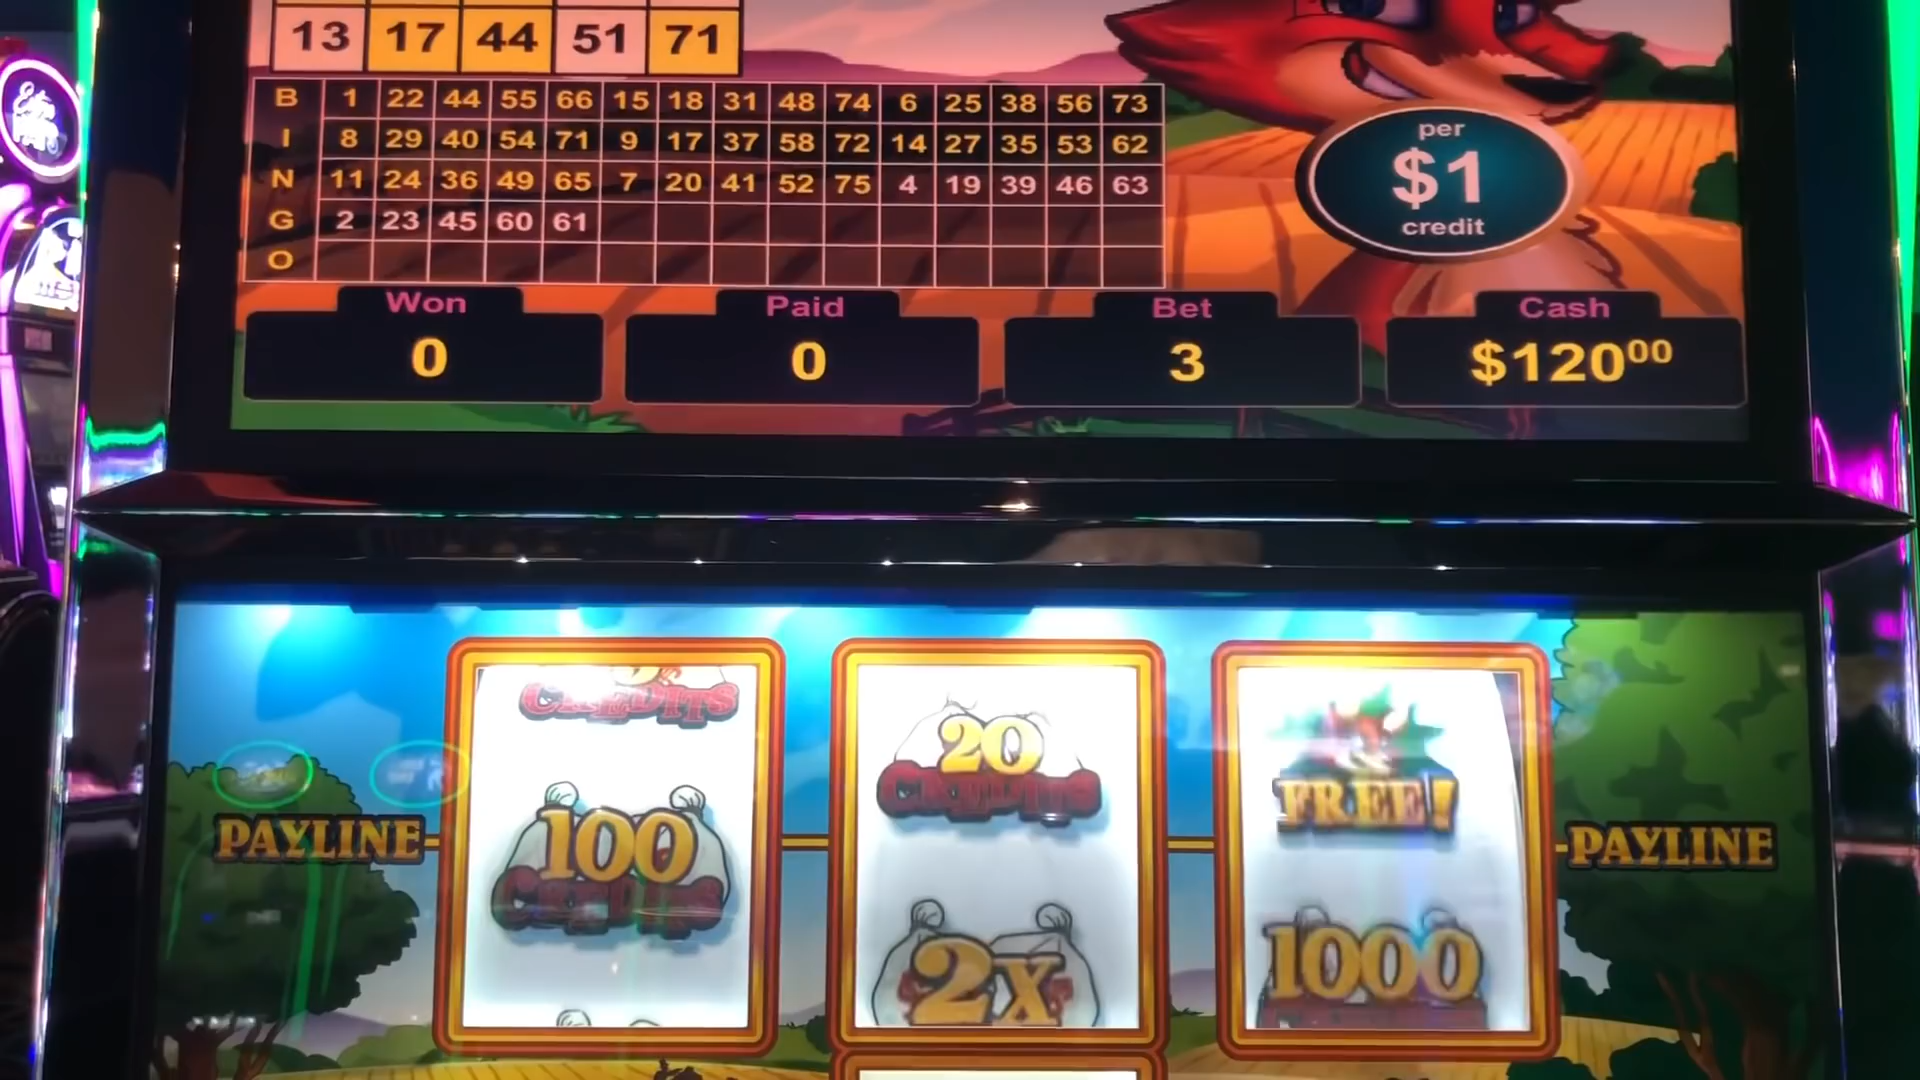 13 17 44 51 71
B 1 22 44 55 66 15 18 31 48 74 6 25 38 56 73
I 8 29 40 54 71 9 17 37 58 72 14 27 35 53 62
N 11 24 36 49 65 7 20 41 52 75 4 19 39 46 63
G 2 23 45 60 61
O
per
$1
credit
Won Paid Bet Cash
0 0 3 $120⁰⁰
CREDITS
20
CREDITS
FREE!
PAYLINE
100
CREDITS
PAYLINE
2x
1000